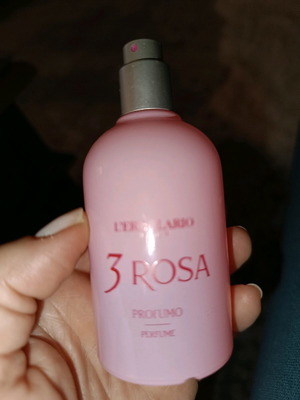 L'ERBOLARIO
3 ROSA
PROFUMO
PERFUME